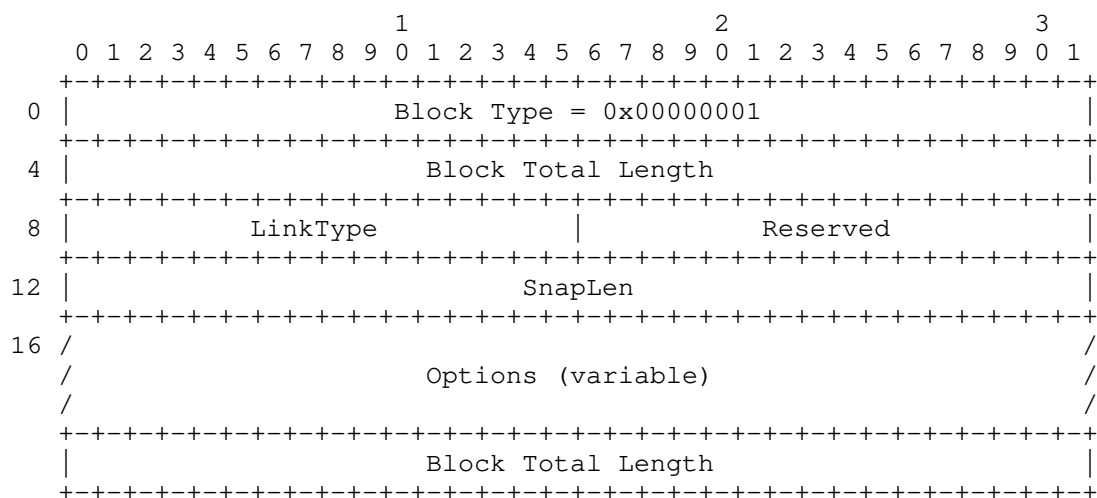 1                   2                   3
    0 1 2 3 4 5 6 7 8 9 0 1 2 3 4 5 6 7 8 9 0 1 2 3 4 5 6 7 8 9 0 1
   +-+-+-+-+-+-+-+-+-+-+-+-+-+-+-+-+-+-+-+-+-+-+-+-+-+-+-+-+-+-+-+-+
 0 |                    Block Type = 0x00000001                    |
   +-+-+-+-+-+-+-+-+-+-+-+-+-+-+-+-+-+-+-+-+-+-+-+-+-+-+-+-+-+-+-+-+
 4 |                      Block Total Length                       |
   +-+-+-+-+-+-+-+-+-+-+-+-+-+-+-+-+-+-+-+-+-+-+-+-+-+-+-+-+-+-+-+-+
 8 |           LinkType            |           Reserved            |
   +-+-+-+-+-+-+-+-+-+-+-+-+-+-+-+-+-+-+-+-+-+-+-+-+-+-+-+-+-+-+-+-+
12 |                            SnapLen                            |
   +-+-+-+-+-+-+-+-+-+-+-+-+-+-+-+-+-+-+-+-+-+-+-+-+-+-+-+-+-+-+-+-+
16 /                                                               /
   /                      Options (variable)                       /
   /                                                               /
   +-+-+-+-+-+-+-+-+-+-+-+-+-+-+-+-+-+-+-+-+-+-+-+-+-+-+-+-+-+-+-+-+
   |                      Block Total Length                       |
   +-+-+-+-+-+-+-+-+-+-+-+-+-+-+-+-+-+-+-+-+-+-+-+-+-+-+-+-+-+-+-+-+